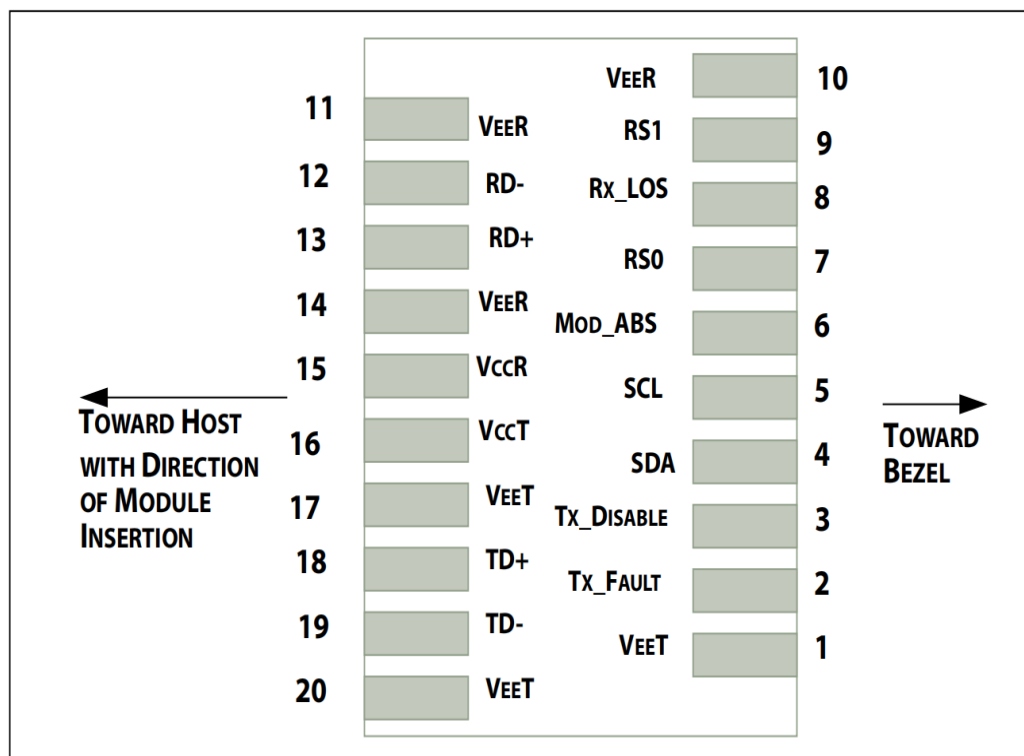 VEER 10
11 VEER
RS1 9
12 RD-
Rx_LOS 8
13 RD+
RS0 7
14 VEER
MOD_ABS 6
15 VCCR
SCL 5
TOWARD HOST
WITH DIRECTION
OF MODULE
INSERTION
16 VCCT
TOWARD
BEZEL
SDA 4
17 VEET
TX_DISABLE 3
18 TD+
TX_FAULT 2
19 TD-
VEET 1
20 VEET